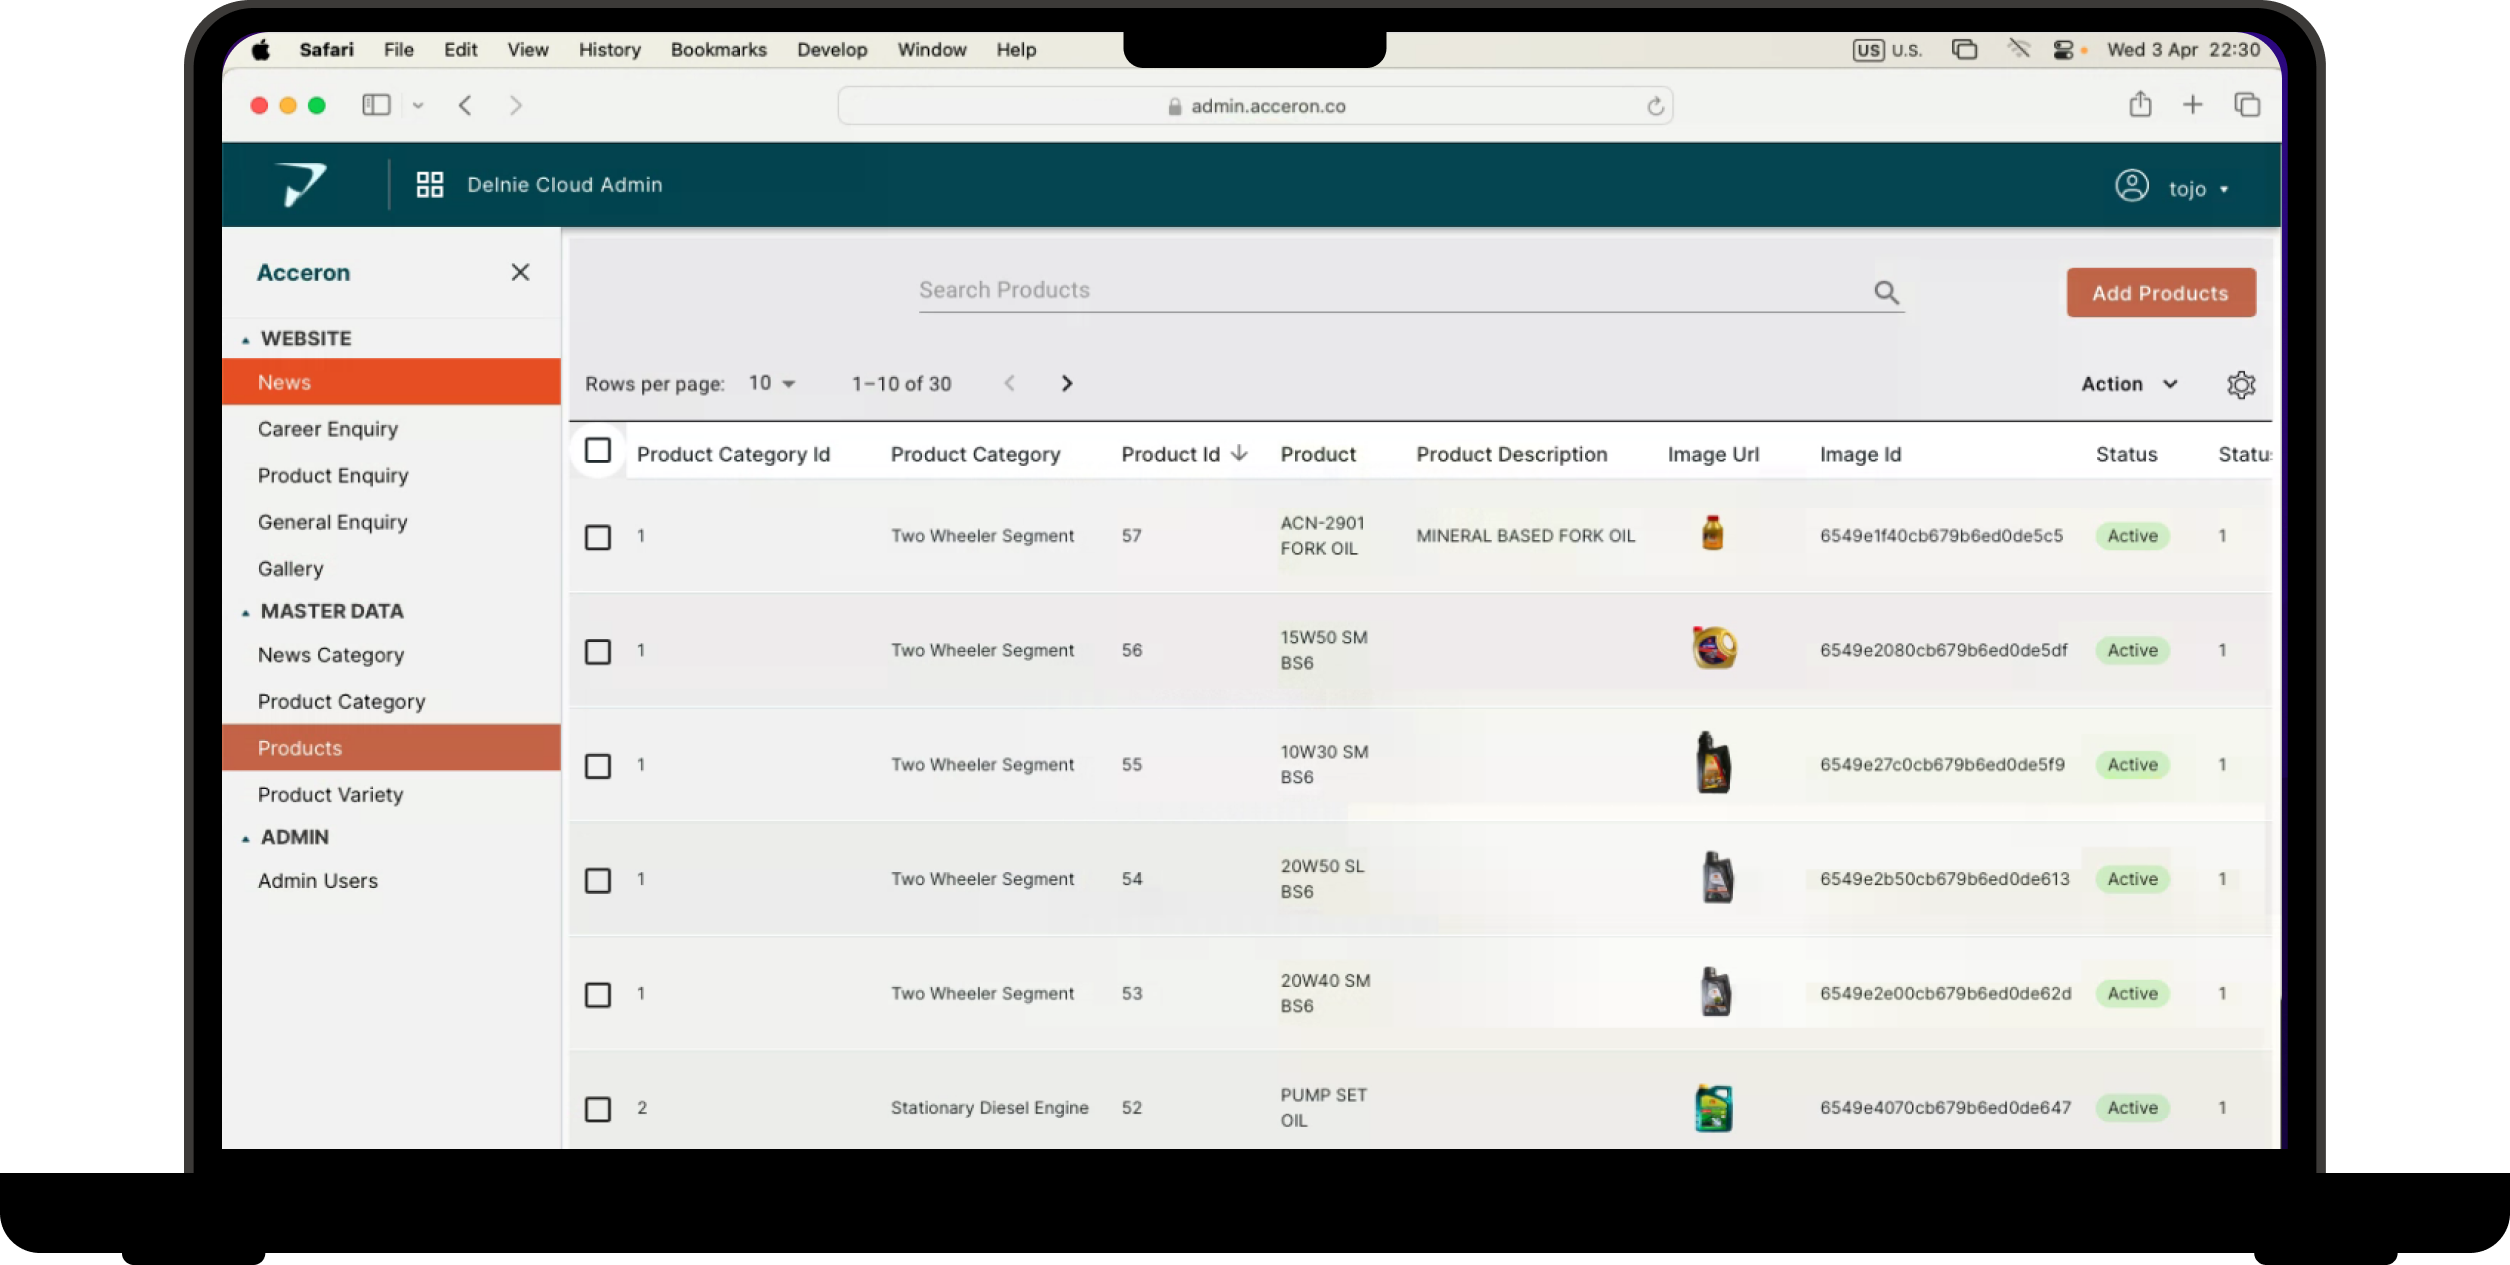 Safari File Edit View History Bookmarks Develop Window Help US U.S. Wed 3 Apr 22:30
admin.acceron.co
Delnie Cloud Admin tojo
Acceron
WEBSITE
News
Career Enquiry
Product Enquiry
General Enquiry
Gallery
MASTER DATA
News Category
Product Category
Products
Product Variety
ADMIN
Admin Users
Search Products Add Products
Rows per page: 10 1–10 of 30 Action
Product Category Id Product Category Product Id Product Product Description Image Url Image Id Status Statu
1 Two Wheeler Segment 57 ACN-2901 FORK OIL MINERAL BASED FORK OIL 6549e1f40cb679b6ed0de5c5 Active 1
1 Two Wheeler Segment 56 15W50 SM BS6 6549e2080cb679b6ed0de5df Active 1
1 Two Wheeler Segment 55 10W30 SM BS6 6549e27c0cb679b6ed0de5f9 Active 1
1 Two Wheeler Segment 54 20W50 SL BS6 6549e2b50cb679b6ed0de613 Active 1
1 Two Wheeler Segment 53 20W40 SM BS6 6549e2e00cb679b6ed0de62d Active 1
2 Stationary Diesel Engine 52 PUMP SET OIL 6549e4070cb679b6ed0de647 Active 1